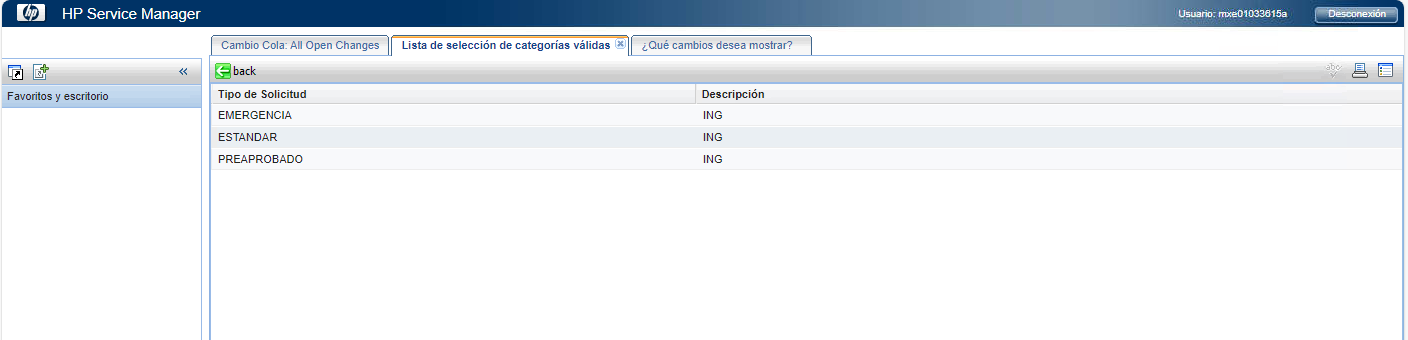 hp HP Service Manager Usuario: mxe01033615a Desconexión
Cambio Cola: All Open Changes Lista de selección de categorías válidas ¿Qué cambios desea mostrar?
back abc
Favoritos y escritorio
Tipo de Solicitud Descripción
EMERGENCIA ING
ESTANDAR ING
PREAPROBADO ING